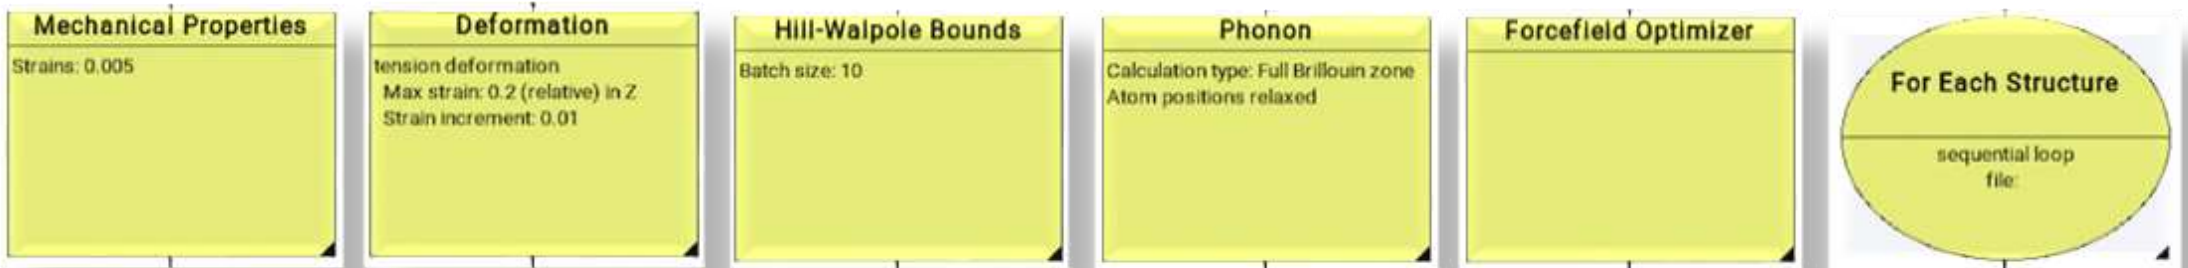 Mechanical Properties
Strains: 0.005
Deformation
tension deformation
Max strain: 0.2 (relative) in Z
Strain increment: 0.01
Hill-Walpole Bounds
Batch size: 10
Phonon
Calculation type: Full Brillouin zone
Atom positions relaxed
Forcefield Optimizer
For Each Structure
sequential loop
file: